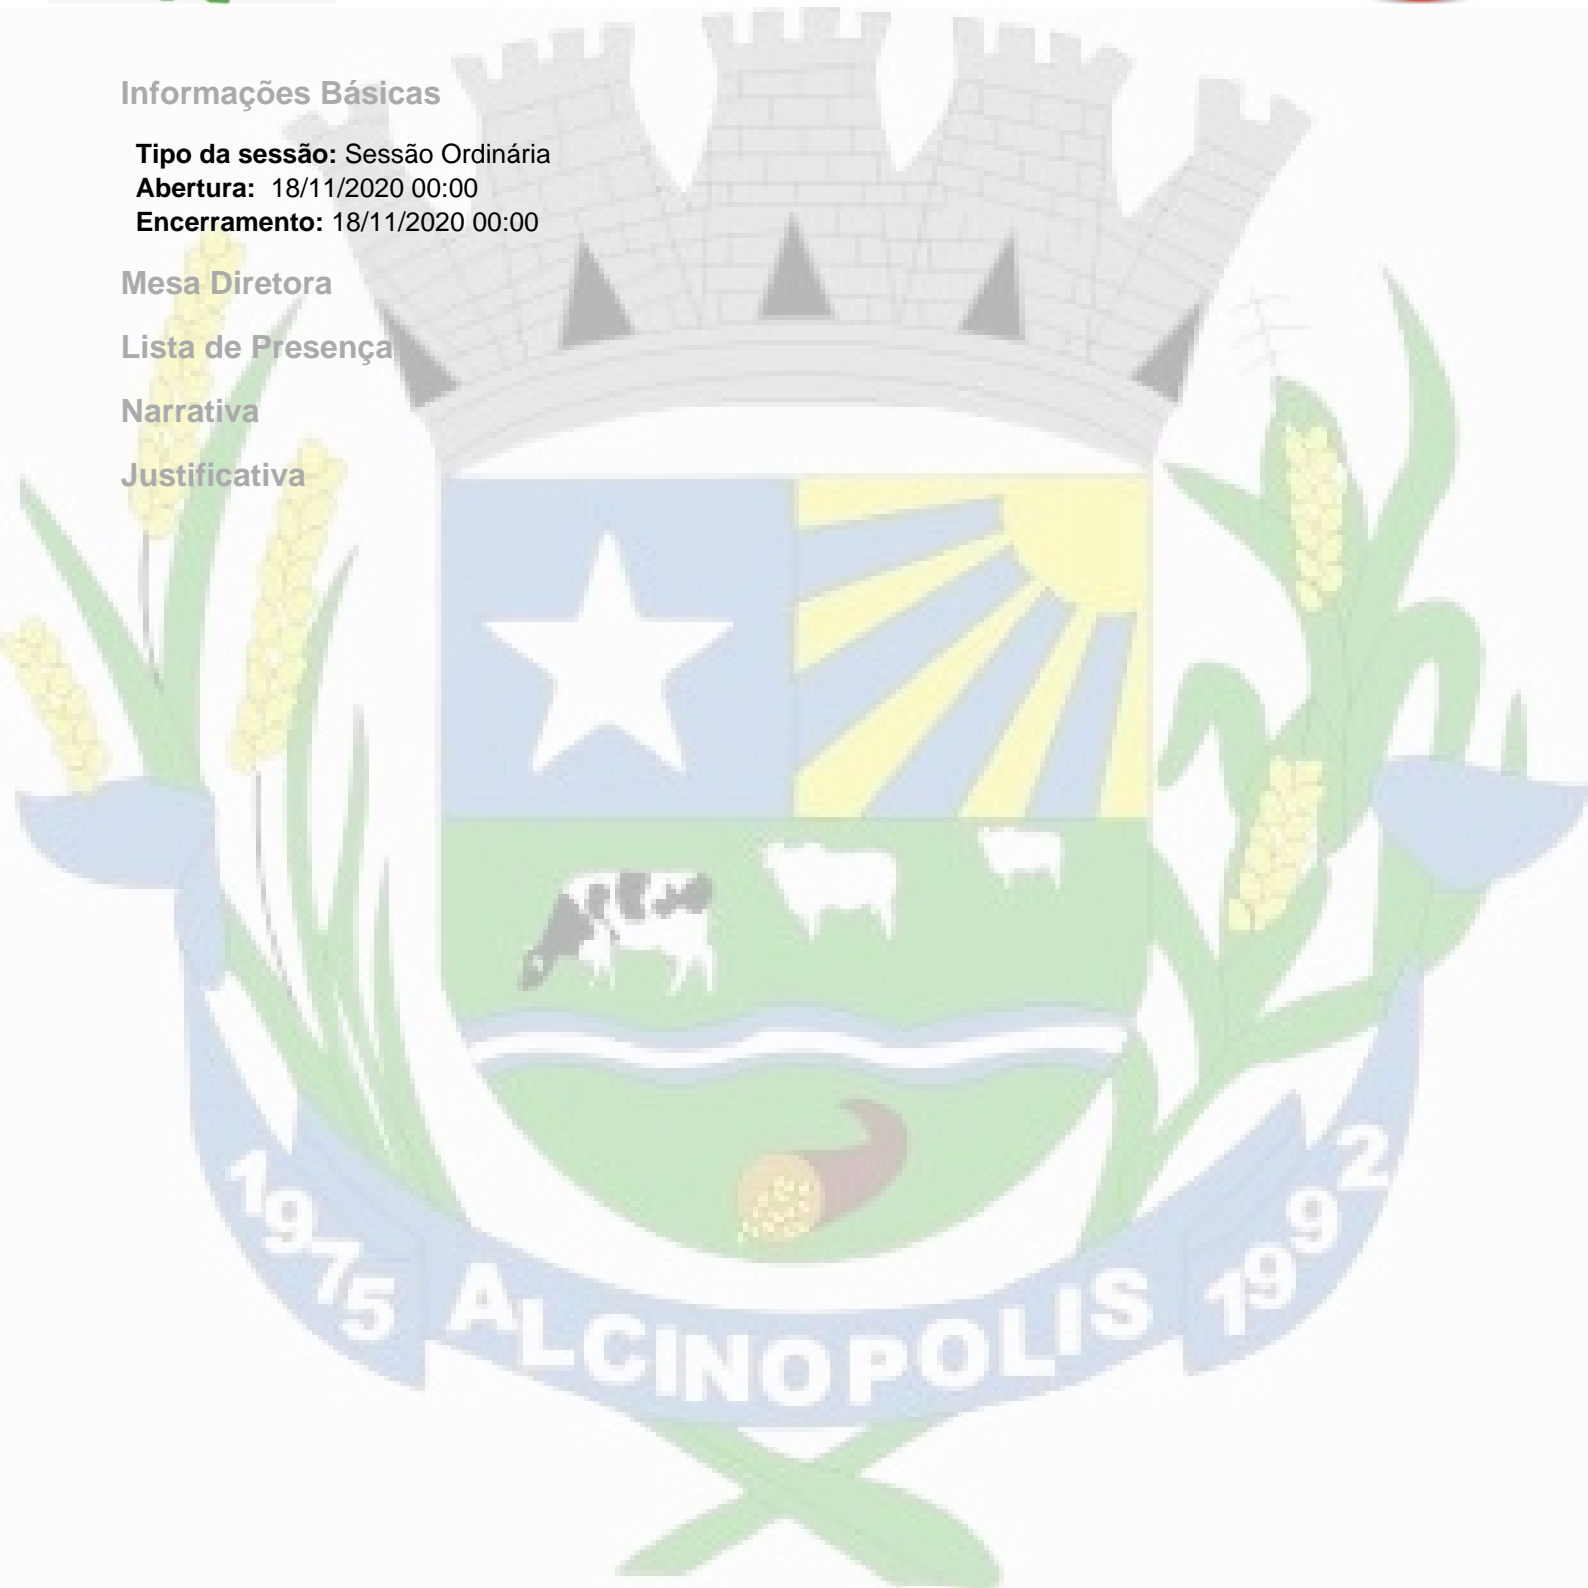 Informações Básicas
Tipo da sessão: Sessão Ordinária
Abertura: 18/11/2020 00:00
Encerramento: 18/11/2020 00:00
Mesa Diretora
Lista de Presença
Narrativa
Justificativa
1975 ALCINOPOLIS 1992